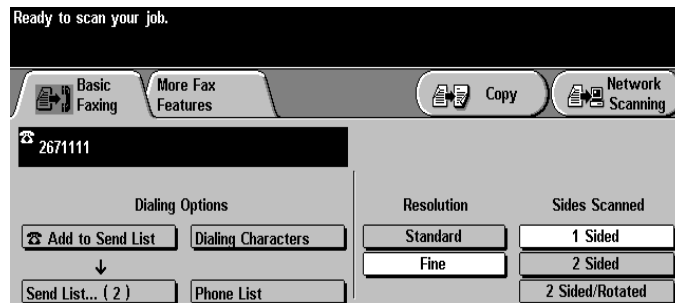 Ready to scan your job.
Basic Faxing
More Fax Features
Copy
Network Scanning
2671111
Dialing Options
Resolution
Sides Scanned
Add to Send List
Dialing Characters
Standard
1 Sided
Fine
2 Sided
Send List... ( 2 )
Phone List
2 Sided/Rotated